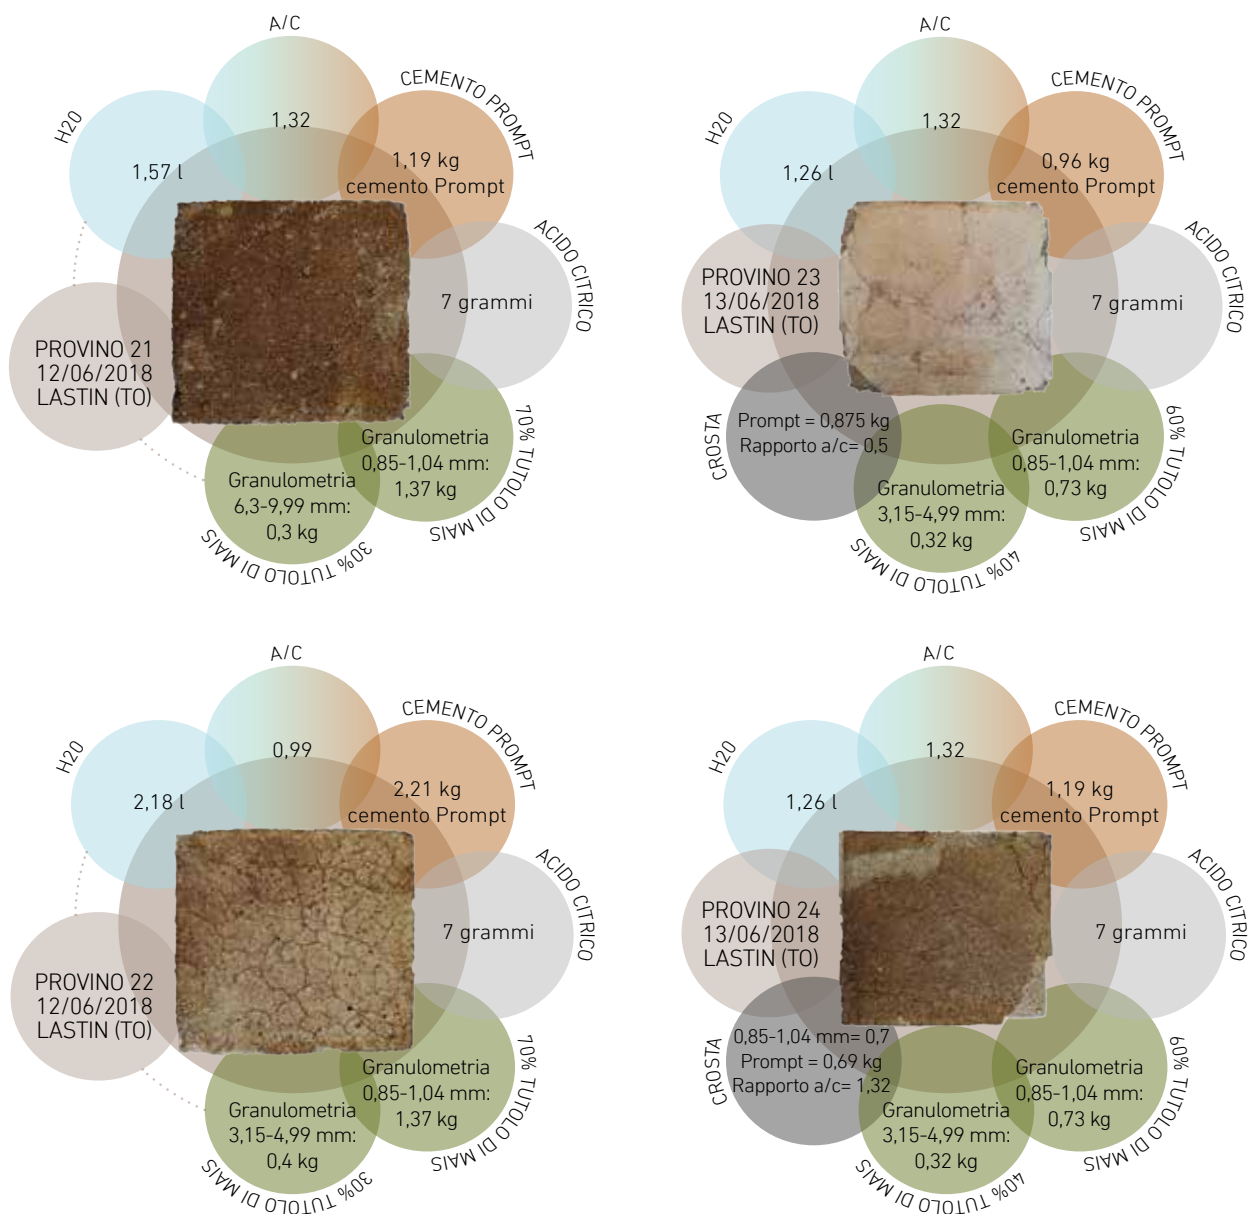 A/C
H20
CEMENTO PROMPT
1,32
1,57 l
1,19 kg
cemento Prompt
ACIDO CITRICO
7 grammi
PROVINO 21
12/06/2018
LASTIN (TO)
70% TUTOLO DI MAIS
Granulometria
0,85-1,04 mm:
1,37 kg
Granulometria
6,3-9,99 mm:
0,3 kg
30% TUTOLO DI MAIS
A/C
H20
CEMENTO PROMPT
1,32
1,26 l
0,96 kg
cemento Prompt
ACIDO CITRICO
PROVINO 23
13/06/2018
LASTIN (TO)
7 grammi
CROSTA
Prompt = 0,875 kg
Rapporto a/c= 0,5
60% TUTOLO DI MAIS
Granulometria
0,85-1,04 mm:
0,73 kg
Granulometria
3,15-4,99 mm:
0,32 kg
40% TUTOLO DI MAIS
A/C
H20
CEMENTO PROMPT
0,99
2,18 l
2,21 kg
cemento Prompt
ACIDO CITRICO
7 grammi
PROVINO 22
12/06/2018
LASTIN (TO)
70% TUTOLO DI MAIS
Granulometria
0,85-1,04 mm:
1,37 kg
Granulometria
3,15-4,99 mm:
0,4 kg
30% TUTOLO DI MAIS
A/C
H20
CEMENTO PROMPT
1,32
1,26 l
1,19 kg
cemento Prompt
ACIDO CITRICO
PROVINO 24
13/06/2018
LASTIN (TO)
7 grammi
CROSTA
0,85-1,04 mm= 0,7
Prompt = 0,69 kg
Rapporto a/c= 1,32
60% TUTOLO DI MAIS
Granulometria
0,85-1,04 mm:
0,73 kg
Granulometria
3,15-4,99 mm:
0,32 kg
40% TUTOLO DI MAIS